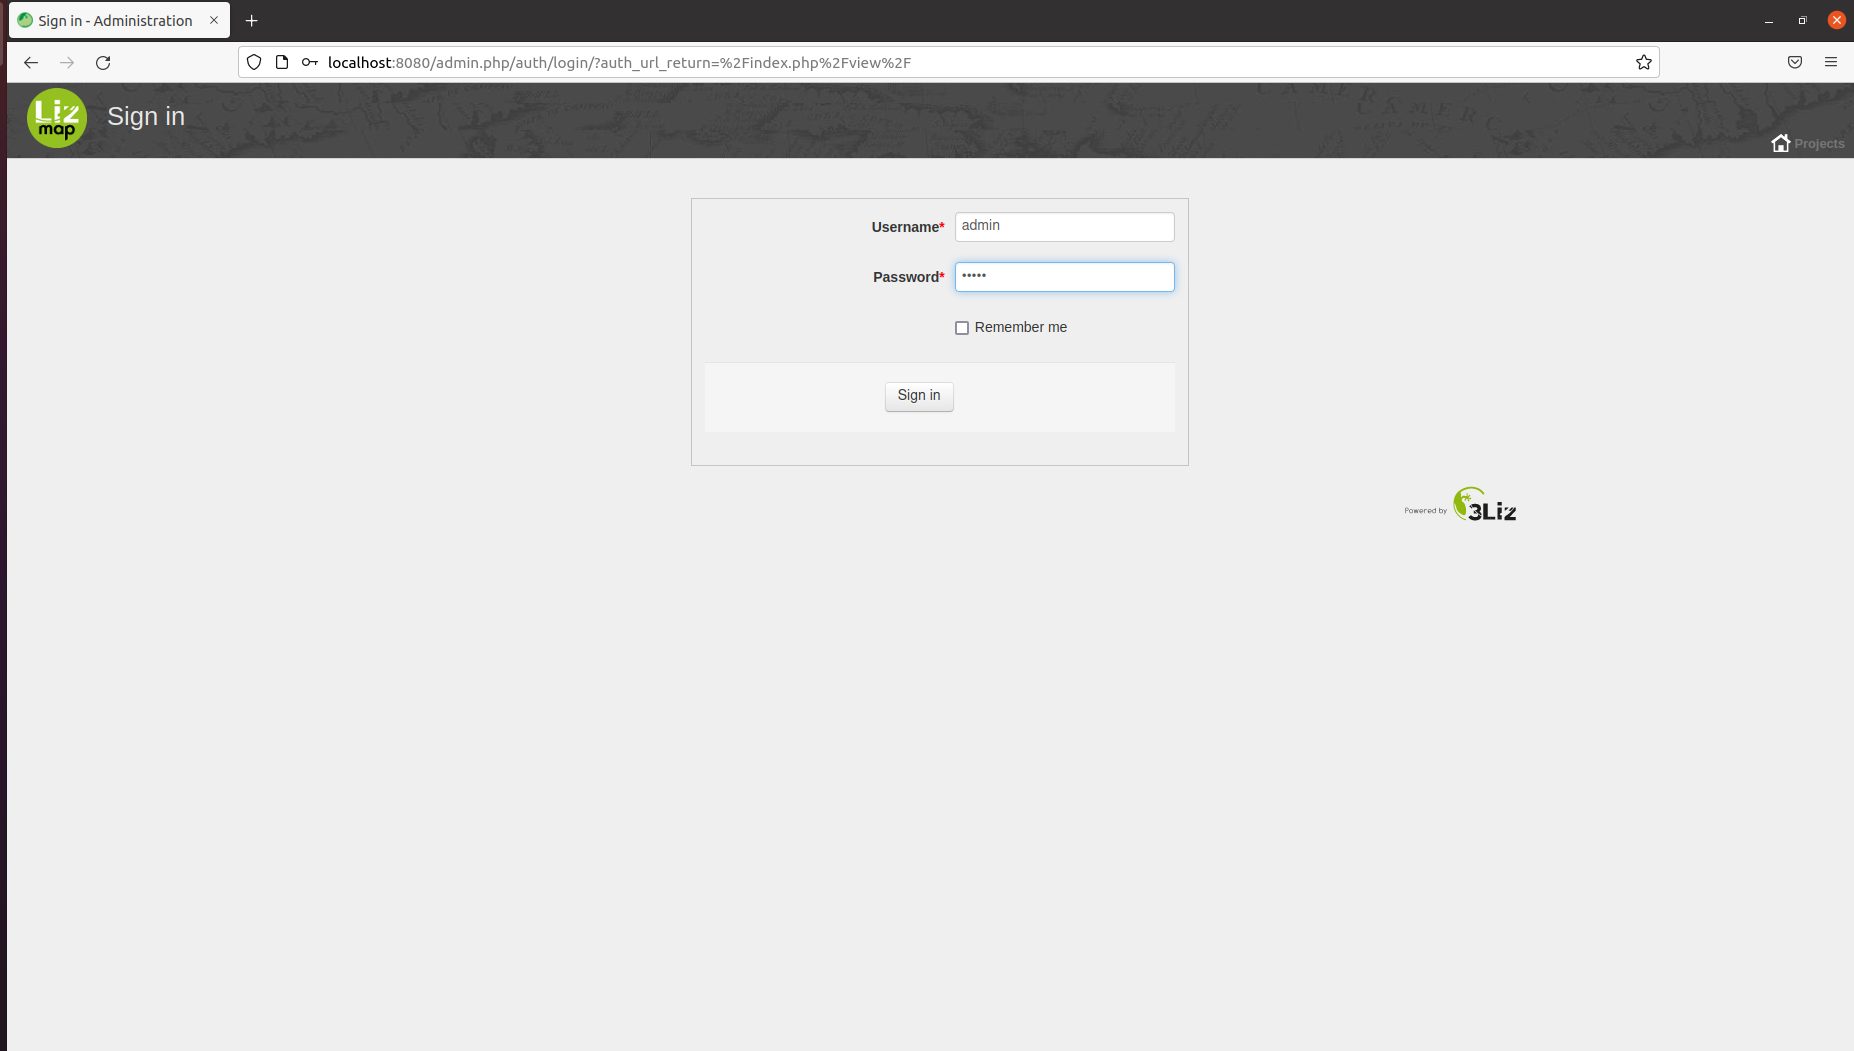 Sign in - Administration
localhost:8080/admin.php/auth/login/?auth_url_return=%2Findex.php%2Fview%2F
Liz
map
Sign in
Projects
Username* admin
Password* •••••
Remember me
Sign in
Powered by 3Liz